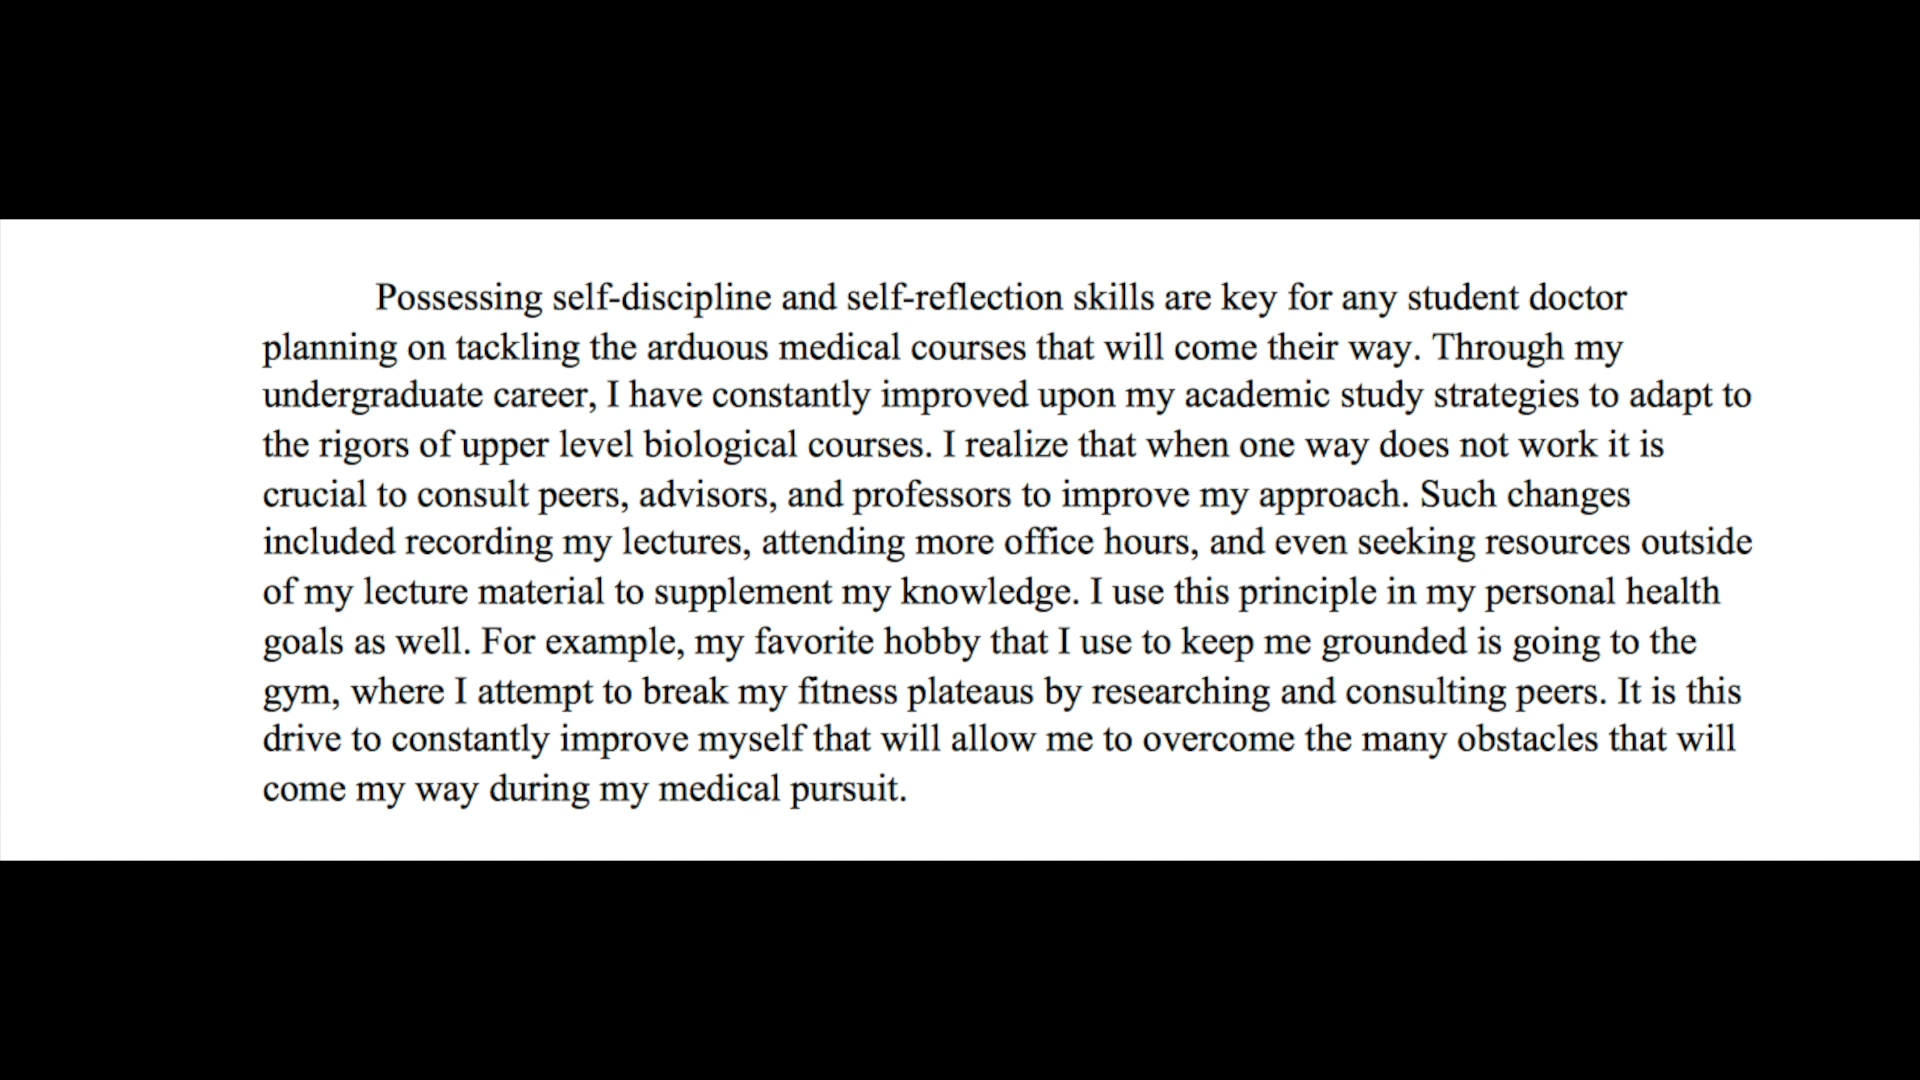 Possessing self-discipline and self-reflection skills are key for any student doctor
planning on tackling the arduous medical courses that will come their way. Through my
undergraduate career, I have constantly improved upon my academic study strategies to adapt to
the rigors of upper level biological courses. I realize that when one way does not work it is
crucial to consult peers, advisors, and professors to improve my approach. Such changes
included recording my lectures, attending more office hours, and even seeking resources outside
of my lecture material to supplement my knowledge. I use this principle in my personal health
goals as well. For example, my favorite hobby that I use to keep me grounded is going to the
gym, where I attempt to break my fitness plateaus by researching and consulting peers. It is this
drive to constantly improve myself that will allow me to overcome the many obstacles that will
come my way during my medical pursuit.